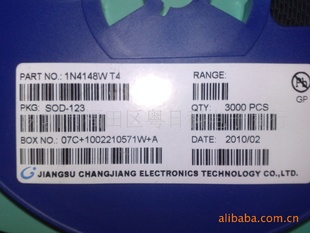 PART NO.: 1N4148W T4
RANGE:
PKG: SOD-123
QTY: 3000 PCS
GP
BOX NO.: 07C+1002210571W+A
DATE: 2010/02
JIANGSU CHANGJIANG ELECTRONICS TECHNOLOGY CO.,LTD.
alibaba.com.cn